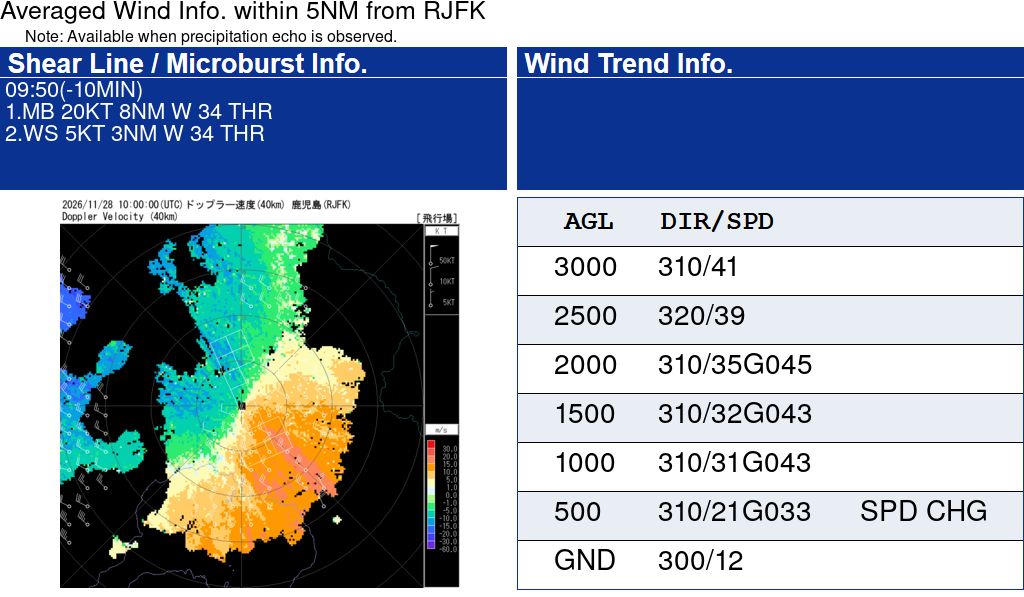 Averaged Wind Info. within 5NM from RJFK
Note: Available when precipitation echo is observed.
Shear Line / Microburst Info.
09:50(-10MIN)
1.MB 20KT 8NM W 34 THR
2.WS 5KT 3NM W 34 THR
Wind Trend Info.
2026/11/28 10:00:00(UTC) ドップラー速度(40km) 鹿児島(RJFK)
Doppler Velocity (40km)
[飛行場]
KT
50KT
10KT
5KT
m/s
30.0
20.0
15.0
10.0
5.0
1.0
0.0
-1.0
-5.0
-10.0
-15.0
-20.0
-30.0
-60.0
AGL DIR/SPD
3000 310/41
2500 320/39
2000 310/35G045
1500 310/32G043
1000 310/31G043
500 310/21G033 SPD CHG
GND 300/12